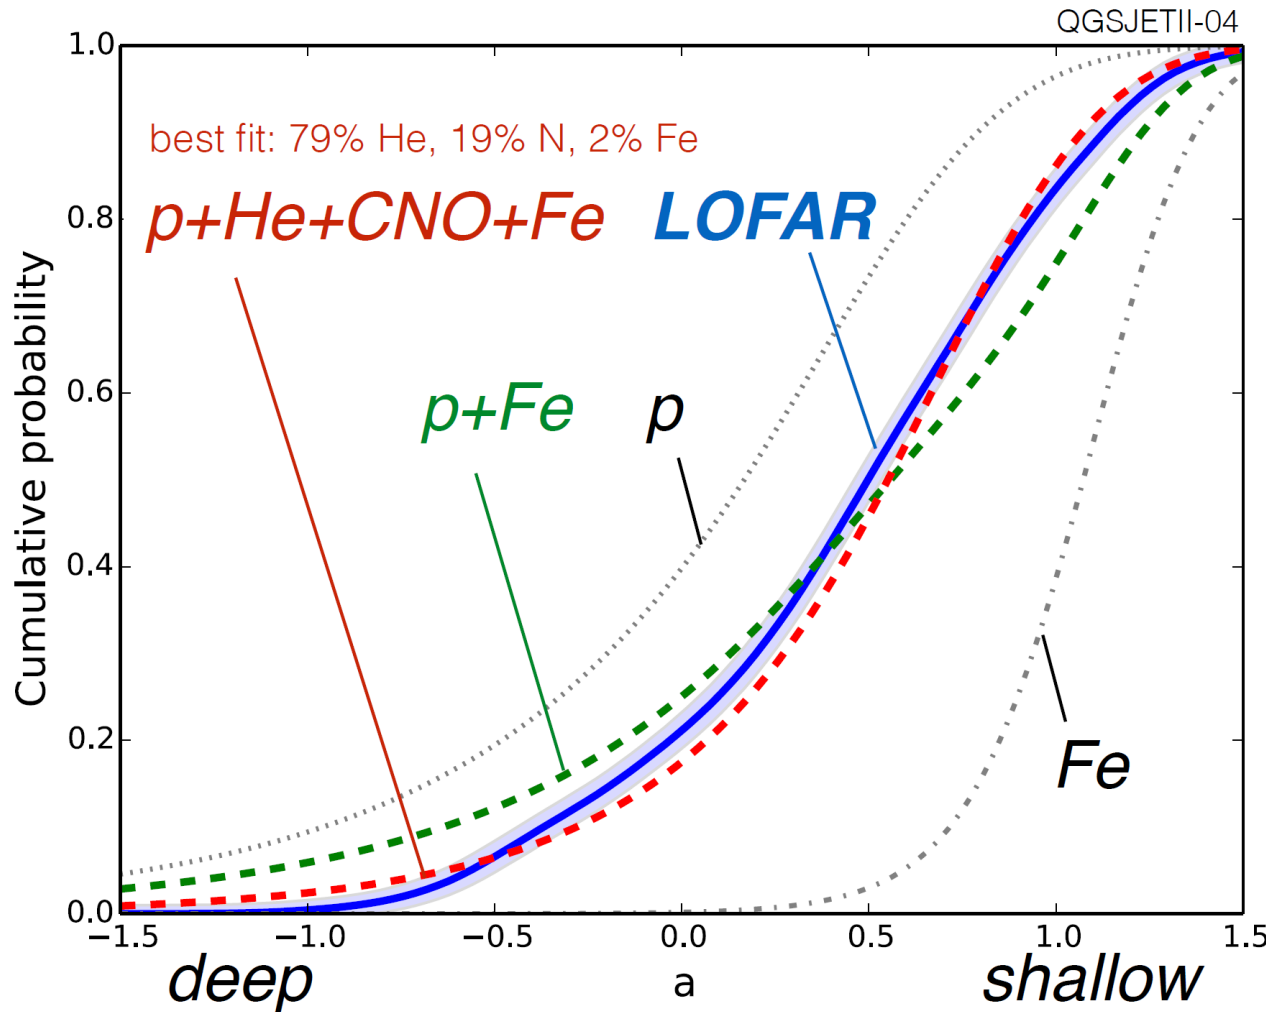 QGSJETII-04
1.0
best fit: 79% He, 19% N, 2% Fe
p+He+CNO+Fe
LOFAR
0.8
0.6
p+Fe
p
0.4
0.2
Fe
0.0
Cumulative probability
−1.5 −1.0 −0.5 0.0 0.5 1.0 1.5
deep
a
shallow